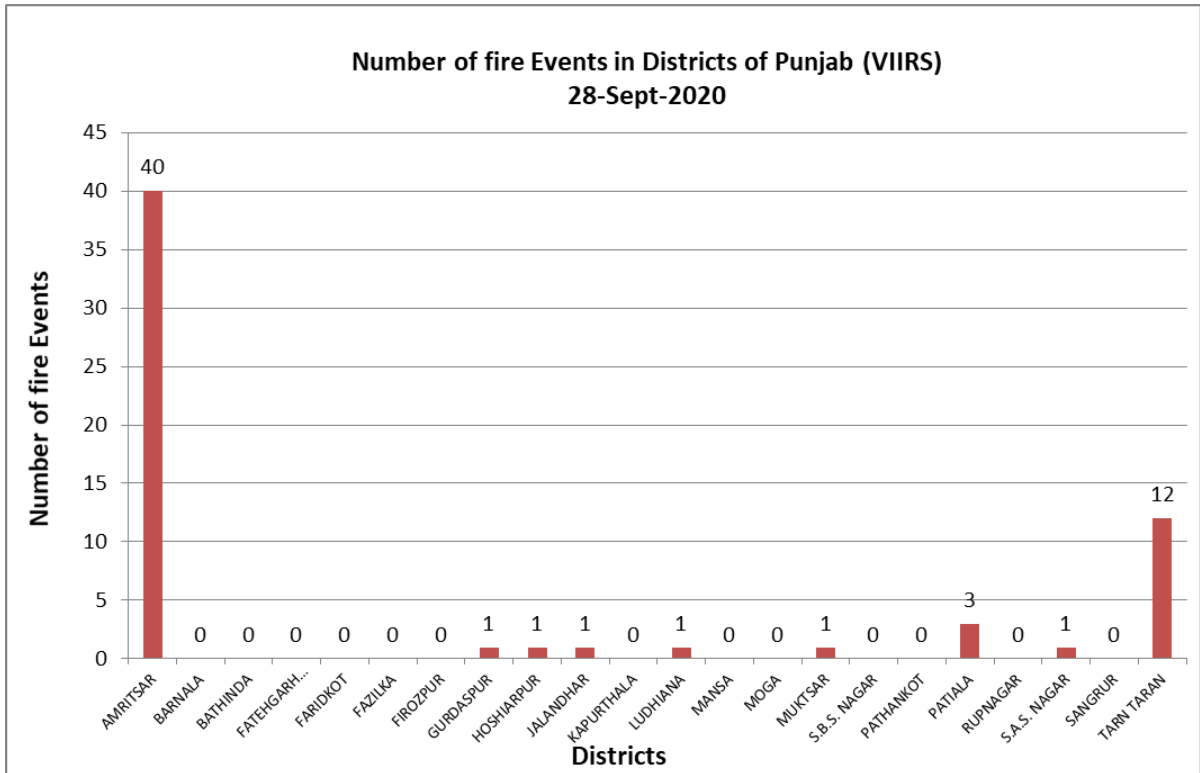 Number of fire Events in Districts of Punjab (VIIRS)
28-Sept-2020
Number of fire Events
45
40
35
30
25
20
15
10
5
0
40
0
0
0
0
0
0
1
1
1
0
1
0
0
1
0
0
3
0
1
0
12
AMRITSAR
BARNALA
BATHINDA
FATEHGARH...
FARIDKOT
FAZILKA
FIROZPUR
GURDASPUR
HOSHIARPUR
JALANDHAR
KAPURTHALA
LUDHIANA
MANSA
MOGA
MUKTSAR
S.B.S. NAGAR
PATHANKOT
PATIALA
RUPNAGAR
S.A.S. NAGAR
SANGRUR
TARN TARAN
Districts